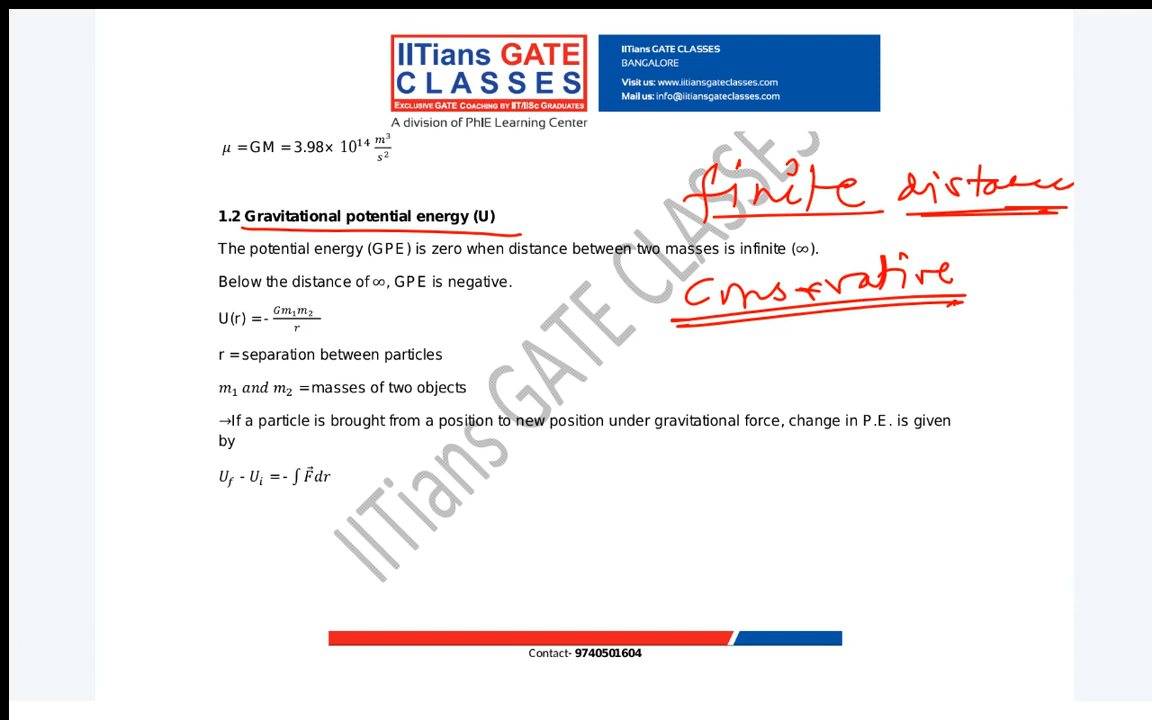 IITians GATE
CLASSES
EXCLUSIVE GATE COACHING BY IIT/IISc GRADUATES
A division of PhIE Learning Center
IITians GATE CLASSES
BANGALORE
Visit us: www.iitiansgateclasses.com
Mail us: info@iitiansgateclasses.com
μ = GM = 3.98× 10¹⁴ m³/s²
finite distance
1.2 Gravitational potential energy (U)
The potential energy (GPE) is zero when distance between two masses is infinite (∞).
Below the distance of ∞, GPE is negative.
conservative
U(r) = - Gm₁m₂/r
r = separation between particles
m₁ and m₂ = masses of two objects
→If a particle is brought from a position to new position under gravitational force, change in P.E. is given
by
U_f - U_i = - ∫ F⃗dr
IITians GATE CLASSES
Contact- 9740501604